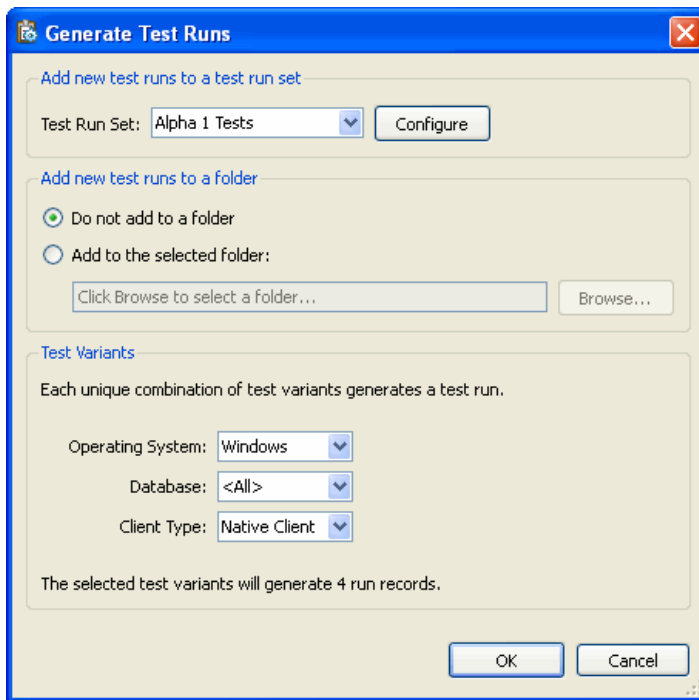 Generate Test Runs
Add new test runs to a test run set
Test Run Set: Alpha 1 Tests Configure
Add new test runs to a folder
Do not add to a folder
Add to the selected folder:
Click Browse to select a folder... Browse...
Test Variants
Each unique combination of test variants generates a test run.
Operating System: Windows
Database: <All>
Client Type: Native Client
The selected test variants will generate 4 run records.
OK Cancel